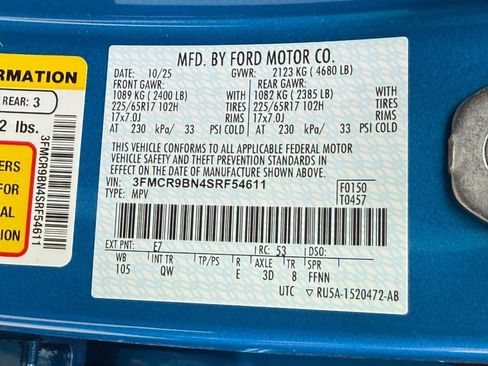 MFD. BY FORD MOTOR CO.
DATE: 10/25 GVWR: 2123 KG ( 4680 LB)
FRONT GAWR: REAR GAWR:
1089 KG ( 2400 LB) WITH 1082 KG ( 2385 LB) WITH
225/65R17 102H TIRES 225/65R17 102H TIRES
17x7.0J RIMS 17x7.0J RIMS
AT 230 kPa/ 33 PSI COLD AT 230 kPa/ 33 PSI COLD
THIS VEHICLE CONFORMS TO ALL APPLICABLE FEDERAL MOTOR
VEHICLE SAFETY AND THEFT PREVENTION STANDARDS IN
EFFECT ON THE DATE OF MANUFACTURE SHOWN ABOVE.
VIN: 3FMCR9BN4SRF54611
TYPE: MPV
F0150
T0457
EXT PNT: E7 RC: 53 DSO:
WB INT TR TP/PS R AXLE TR SPR
105 QW E 3D 8 FFNN
UTC ▽ RU5A-1520472-AB
ORMATION
REAR: 3
2 lbs.
ERS
FOR
AL
ION
3FMCR9BN4SRF54611